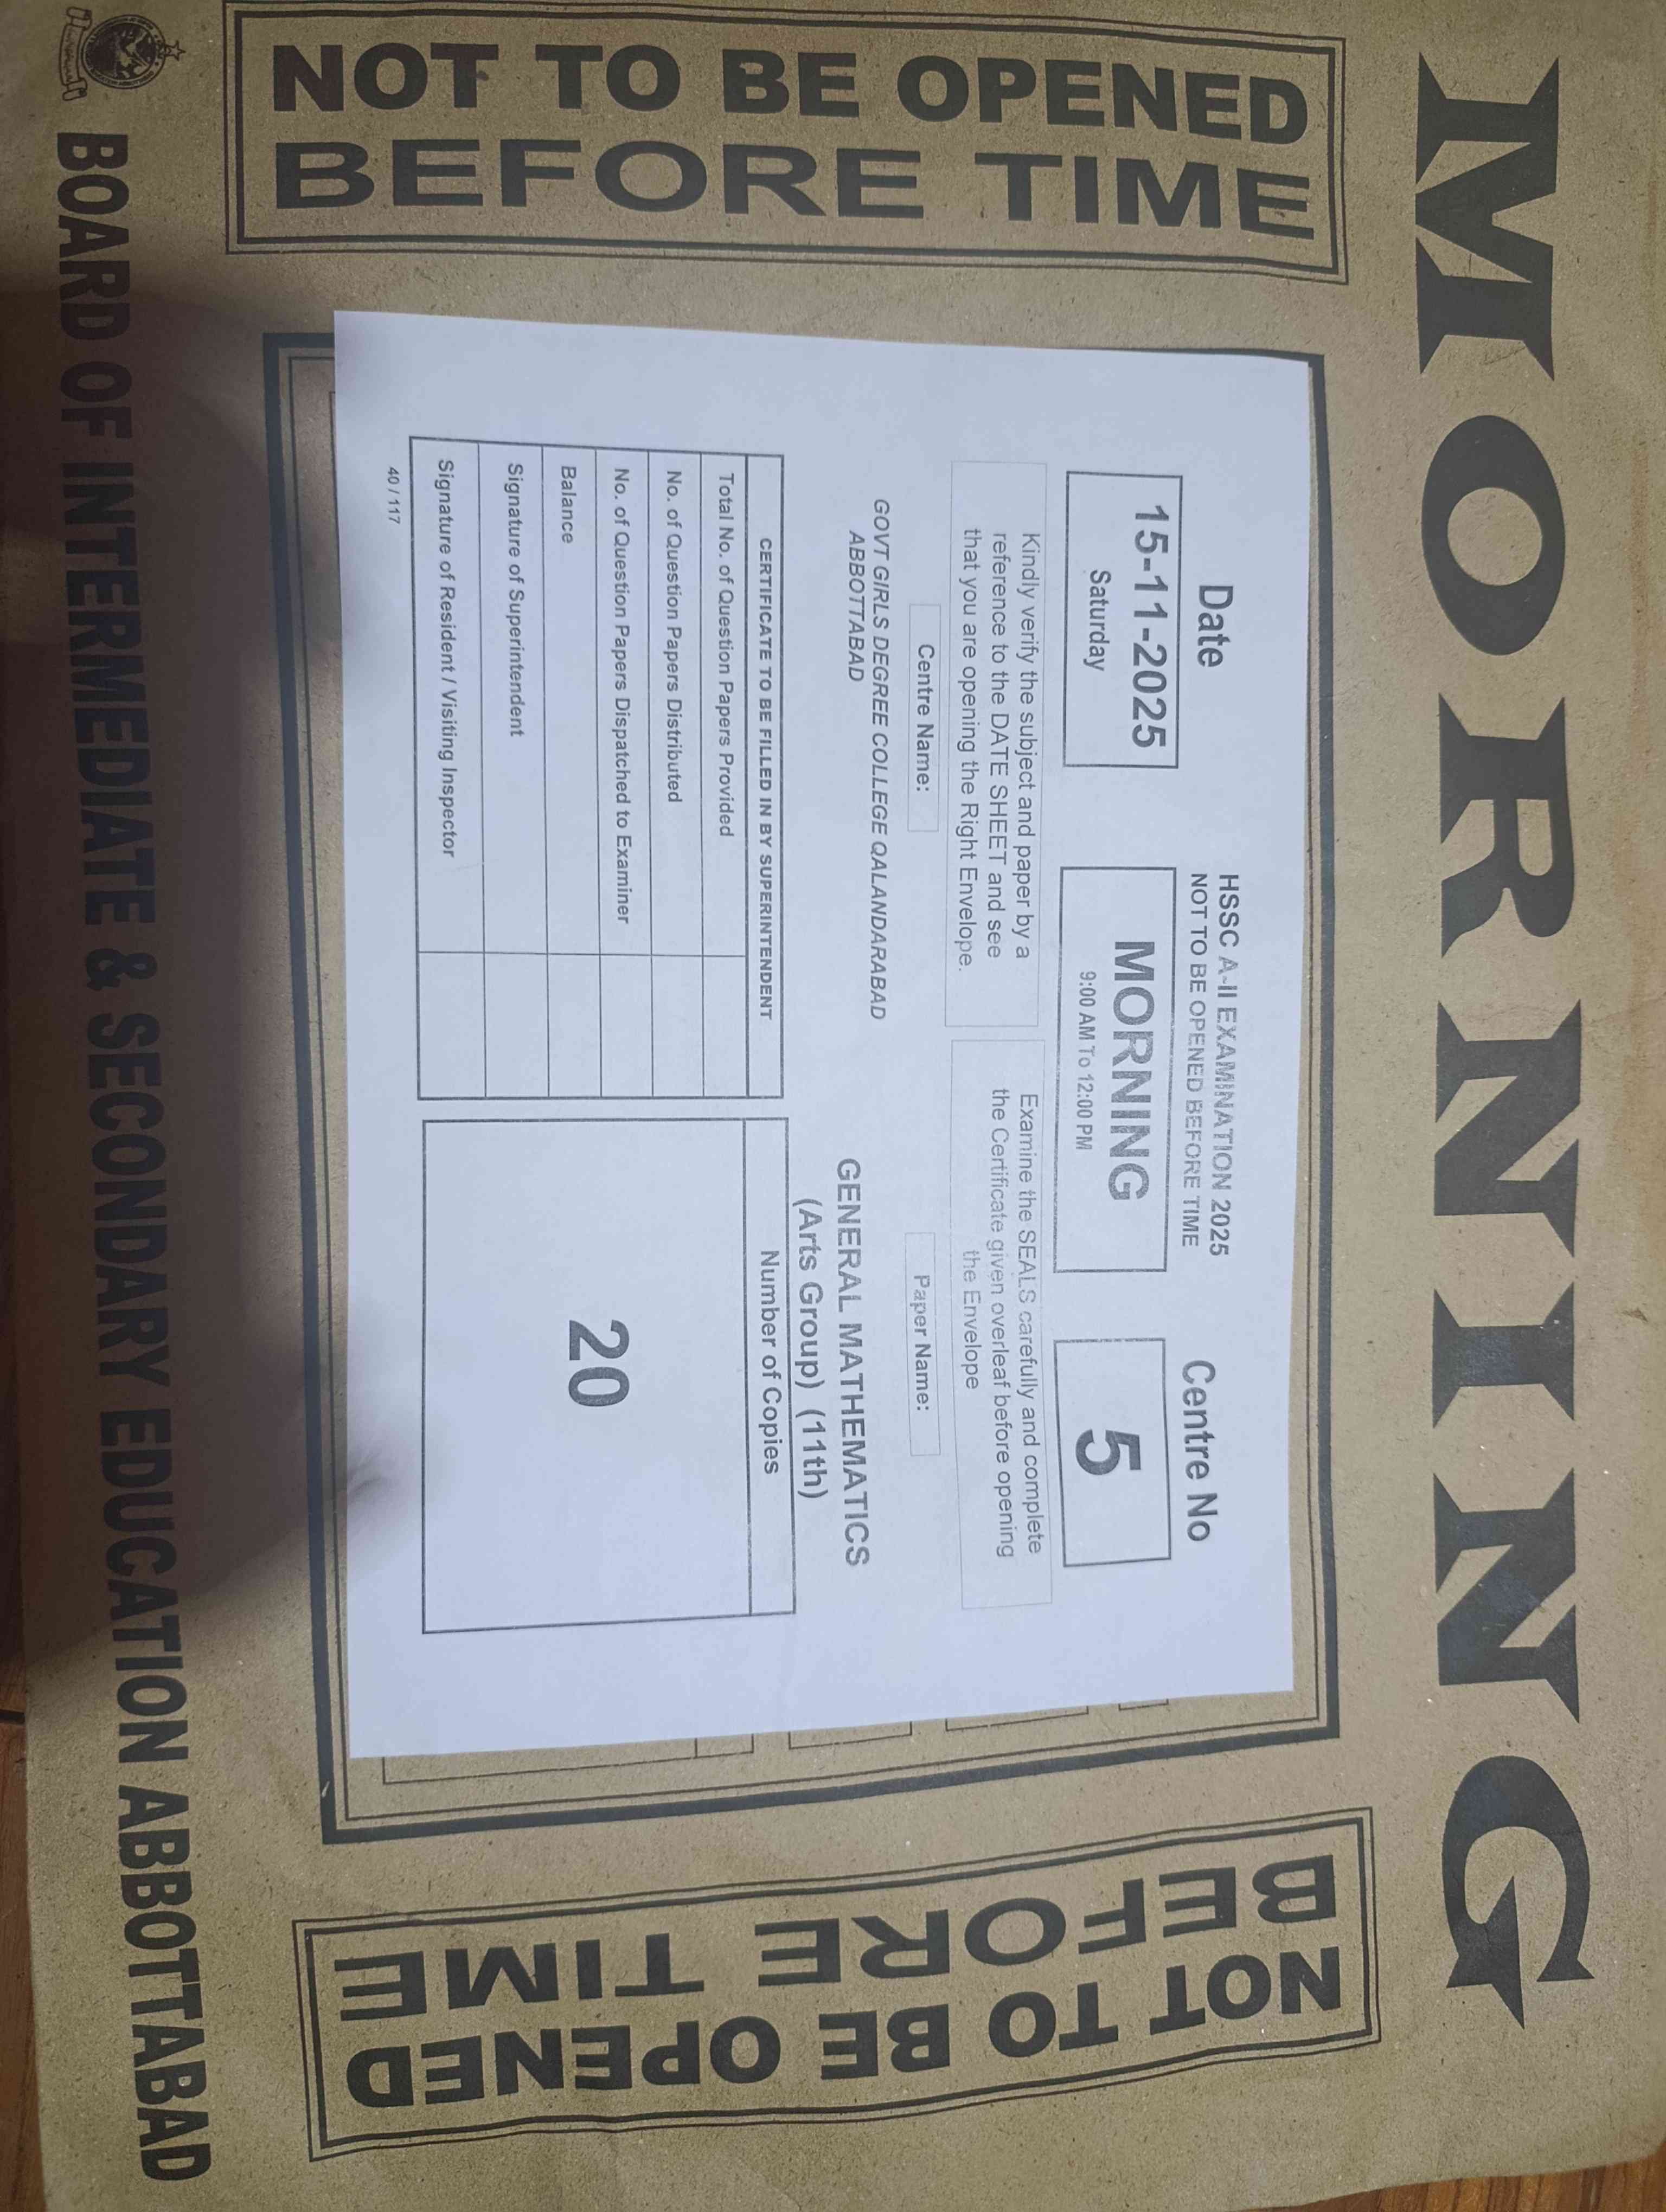 MORNING
NOT TO BE OPENED
BEFORE TIME
Date
15-11-2025
Saturday
HSSC A-II EXAMINATION 2025
NOT TO BE OPENED BEFORE TIME
MORNING
9:00 AM To 12:00 PM
Centre No
5
Kindly verify the subject and paper by a
reference to the DATE SHEET and see
that you are opening the Right Envelope.
Examine the SEALS carefully and complete
the Certificate given overleaf before opening
the Envelope
Centre Name:
GOVT GIRLS DEGREE COLLEGE QALANDARABAD
ABBOTTABAD
Paper Name:
GENERAL MATHEMATICS
(Arts Group) (11th)
CERTIFICATE TO BE FILLED IN BY SUPERINTENDENT
Total No. of Question Papers Provided
No. of Question Papers Distributed
No. of Question Papers Dispatched to Examiner
Balance
Signature of Superintendent
Signature of Resident / Visiting Inspector
Number of Copies
20
40 / 117
NOT TO BE OPENED
BEFORE TIME
BOARD OF INTERMEDIATE & SECONDARY EDUCATION ABBOTTABAD